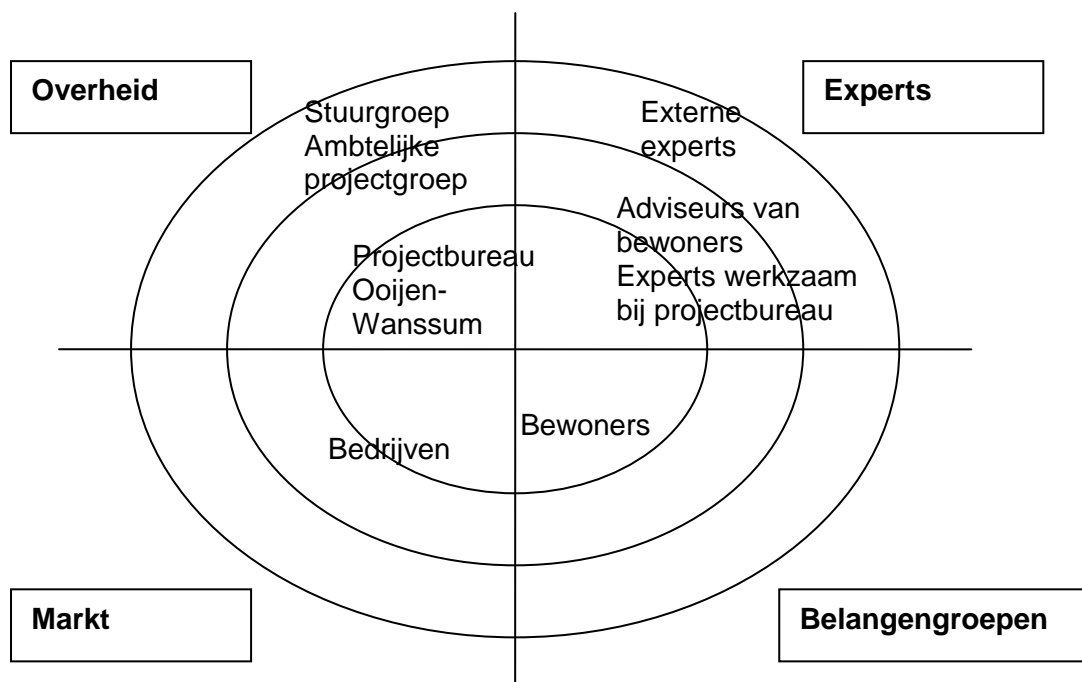 Overheid
Experts
Stuurgroep
Ambtelijke
projectgroep
Externe
experts
Adviseurs van
bewoners
Experts werkzaam
bij projectbureau
Projectbureau
Ooijen-
Wanssum
Bewoners
Bedrijven
Markt
Belangengroepen